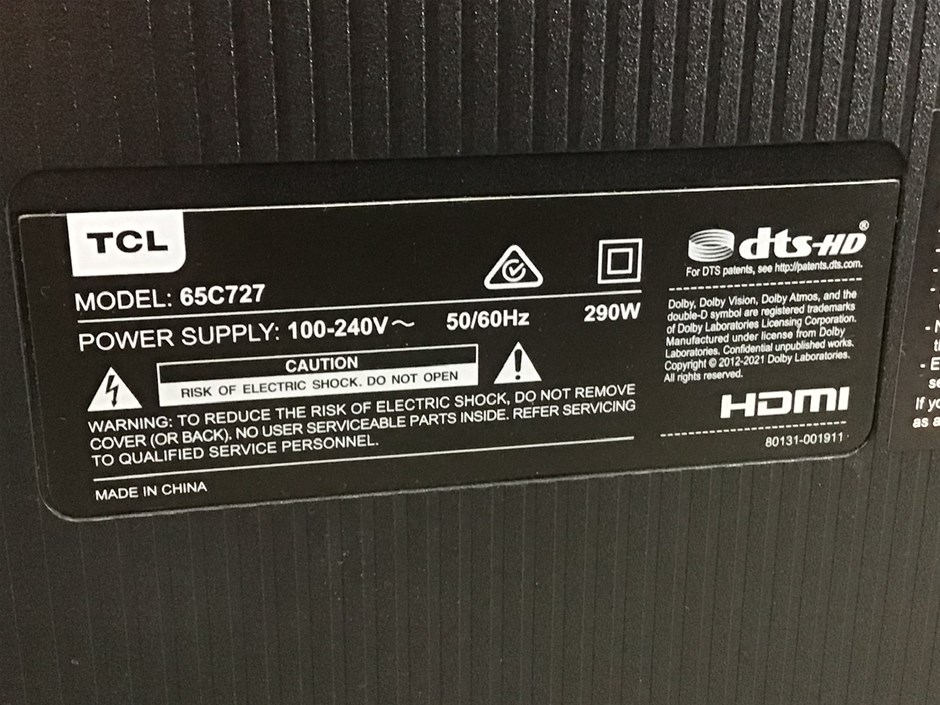 TCL
MODEL: 65C727
POWER SUPPLY: 100-240V～ 50/60Hz 290W
CAUTION
RISK OF ELECTRIC SHOCK. DO NOT OPEN
WARNING: TO REDUCE THE RISK OF ELECTRIC SHOCK, DO NOT REMOVE
COVER (OR BACK). NO USER SERVICEABLE PARTS INSIDE. REFER SERVICING
TO QUALIFIED SERVICE PERSONNEL.
MADE IN CHINA
dts-HD®
For DTS patents, see http://patents.dts.com.
Dolby, Dolby Vision, Dolby Atmos, and the
double-D symbol are registered trademarks
of Dolby Laboratories Licensing Corporation.
Manufactured under license from Dolby
Laboratories. Confidential unpublished works.
Copyright © 2012-2021 Dolby Laboratories.
All rights reserved.
HDMI
80131-001911
If
as